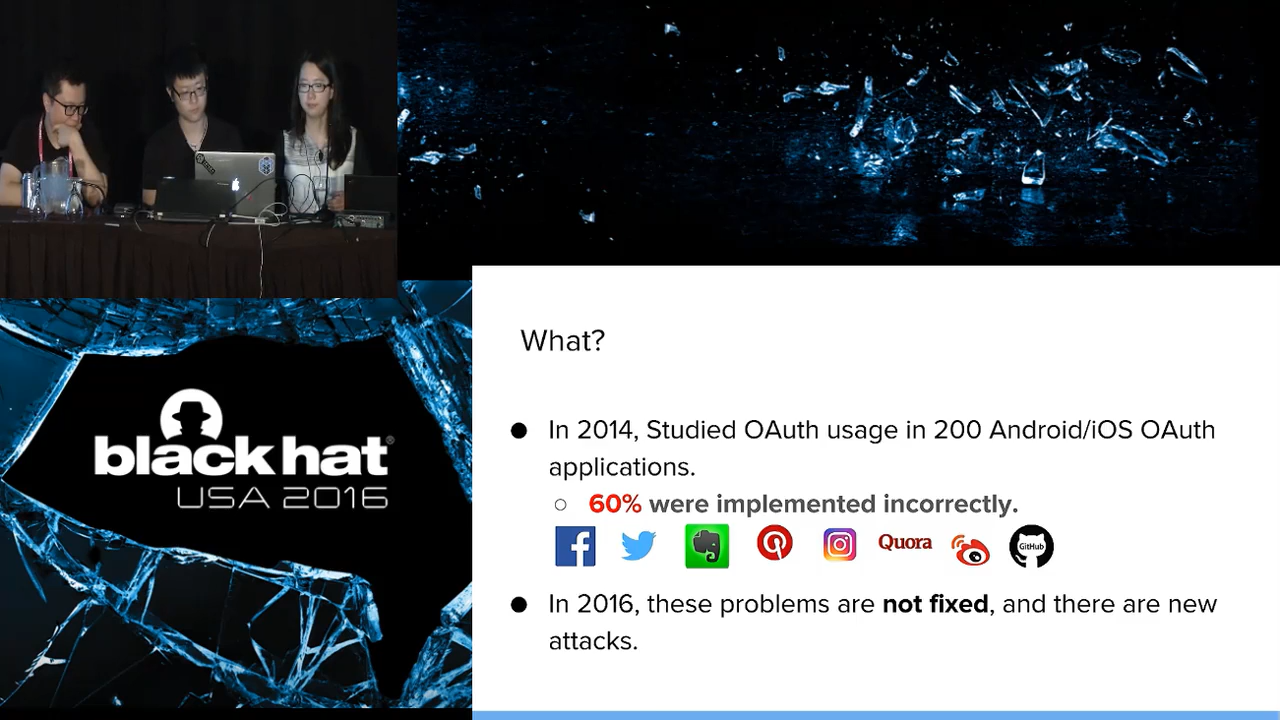 black hat®
USA 2016
What?
● In 2014, Studied OAuth usage in 200 Android/iOS OAuth
applications.
○ 60% were implemented incorrectly.
Quora
GitHub
● In 2016, these problems are not fixed, and there are new
attacks.